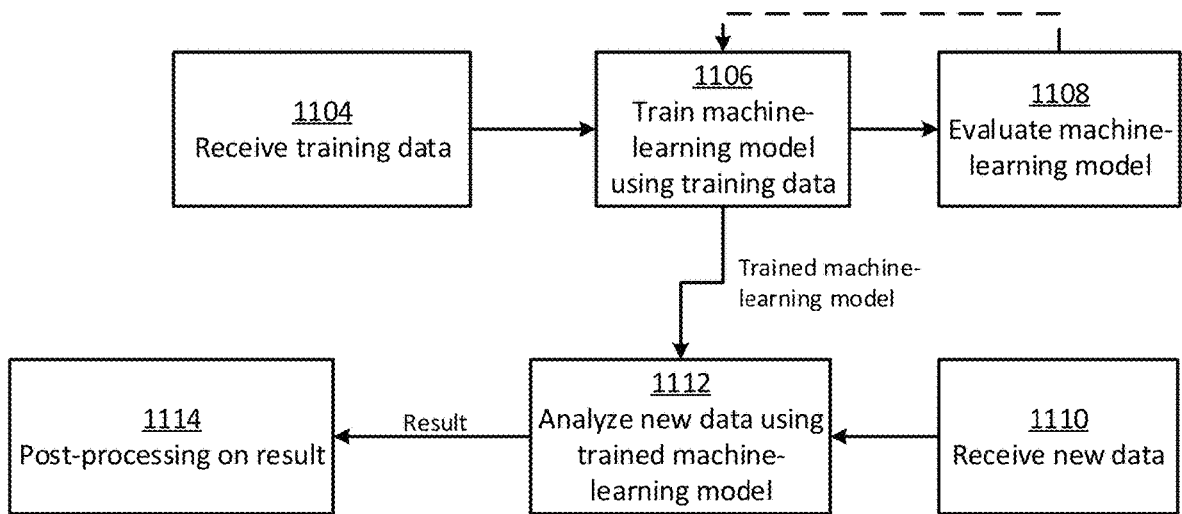 1104
Receive training data
1106
Train machine-
learning model
using training data
1108
Evaluate machine-
learning model
Trained machine-
learning model
1114
Post-processing on result
Result
1112
Analyze new data using
trained machine-
learning model
1110
Receive new data